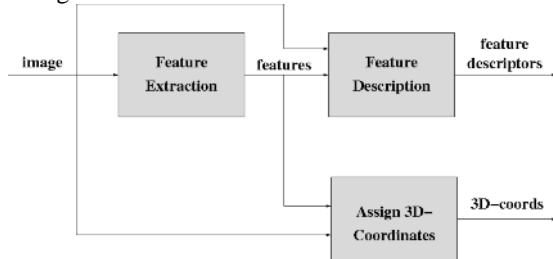 image
Feature
Extraction
features
Feature
Description
feature
descriptors
Assign 3D-
Coordinates
3D-coords